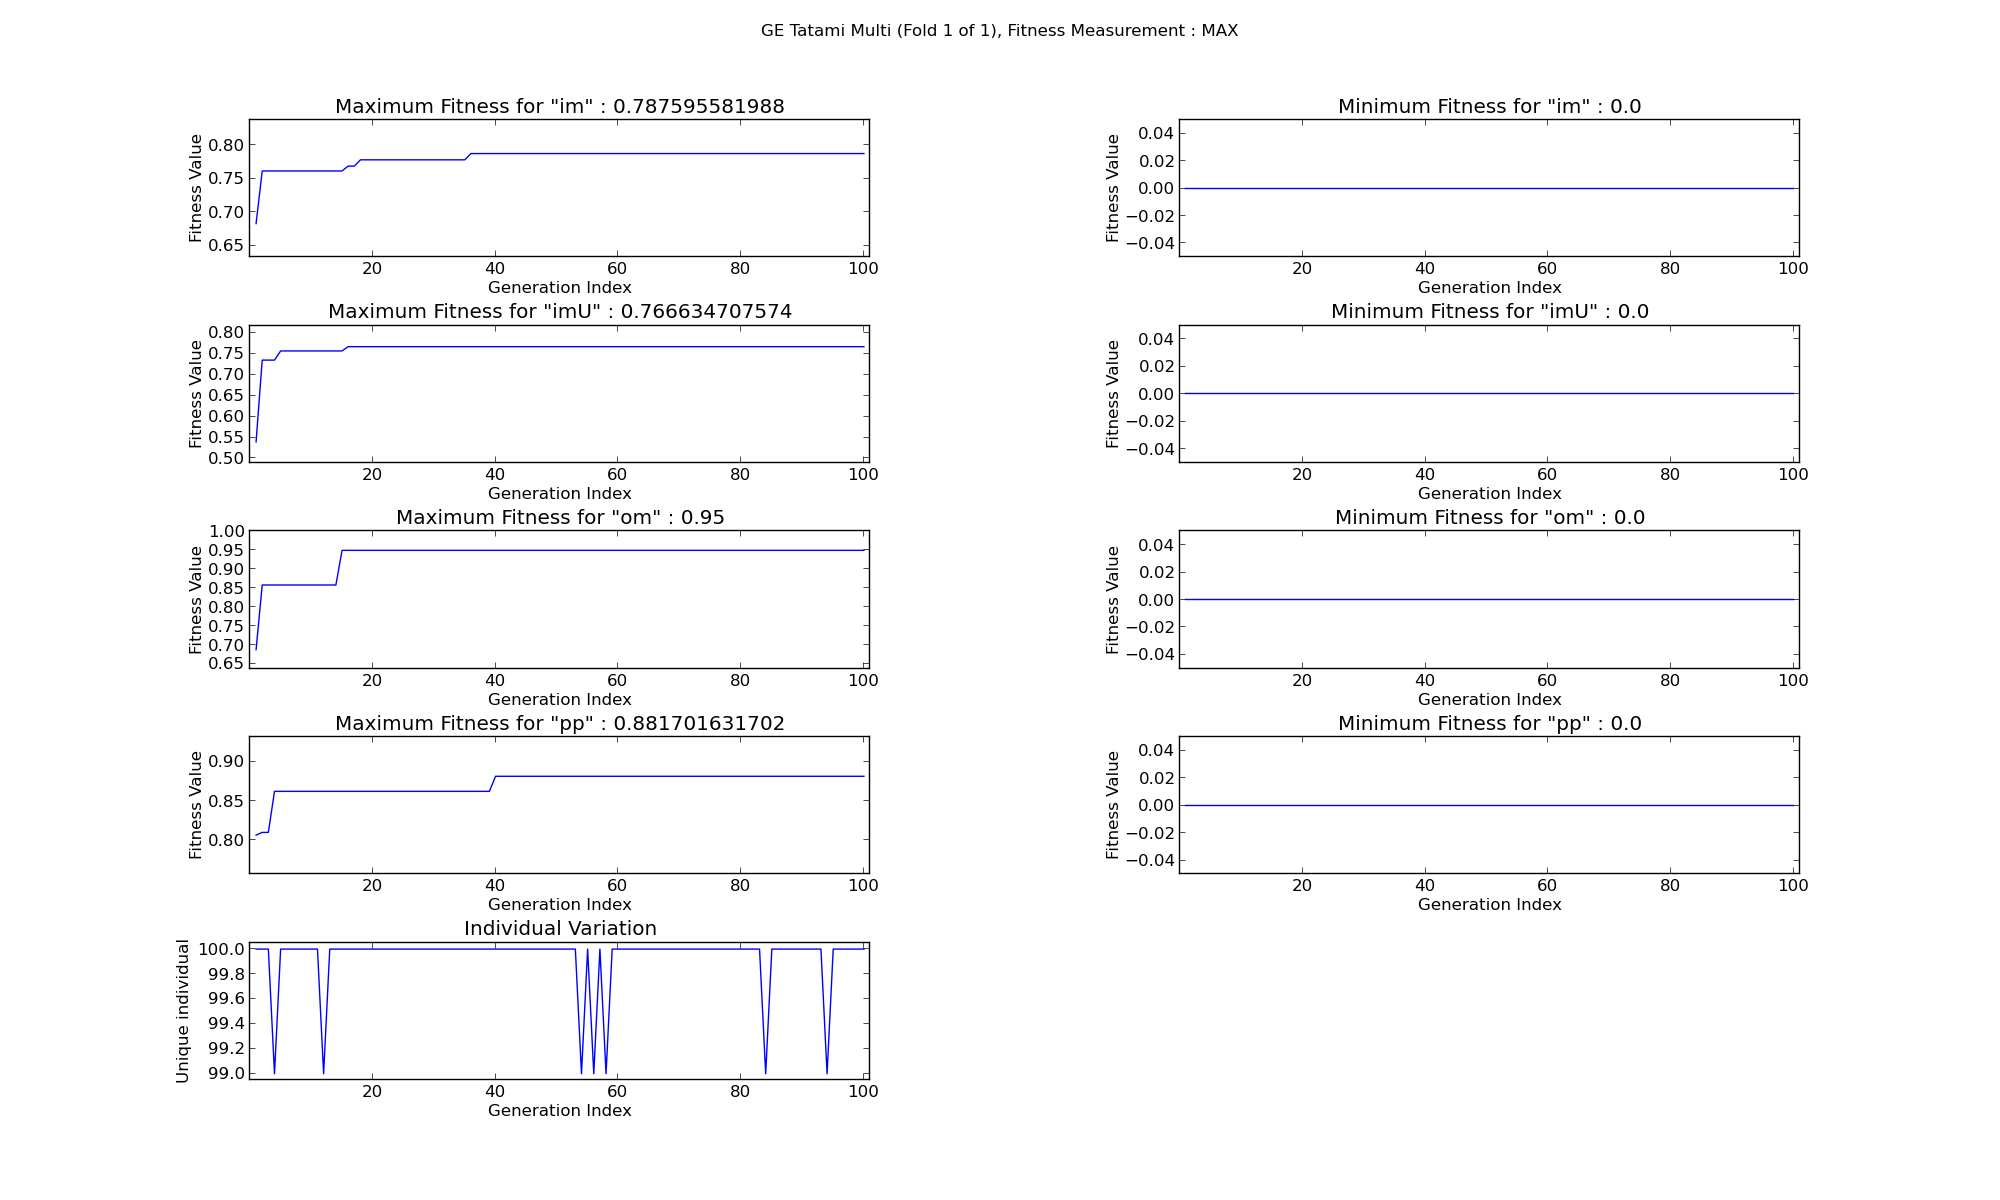 GE Tatami Multi (Fold 1 of 1), Fitness Measurement : MAX
Maximum Fitness for "im" : 0.787595581988
Fitness Value
0.80
0.75
0.70
0.65
20 40 60 80 100
Generation Index
Minimum Fitness for "im" : 0.0
Fitness Value
0.04
0.02
0.00
−0.02
−0.04
20 40 60 80 100
Generation Index
Maximum Fitness for "imU" : 0.766634707574
Fitness Value
0.80
0.75
0.70
0.65
0.60
0.55
0.50
20 40 60 80 100
Generation Index
Minimum Fitness for "imU" : 0.0
Fitness Value
0.04
0.02
0.00
−0.02
−0.04
20 40 60 80 100
Generation Index
Maximum Fitness for "om" : 0.95
Fitness Value
1.00
0.95
0.90
0.85
0.80
0.75
0.70
0.65
20 40 60 80 100
Generation Index
Minimum Fitness for "om" : 0.0
Fitness Value
0.04
0.02
0.00
−0.02
−0.04
20 40 60 80 100
Generation Index
Maximum Fitness for "pp" : 0.881701631702
Fitness Value
0.90
0.85
0.80
20 40 60 80 100
Generation Index
Minimum Fitness for "pp" : 0.0
Fitness Value
0.04
0.02
0.00
−0.02
−0.04
20 40 60 80 100
Generation Index
Individual Variation
Unique individual
100.0
99.8
99.6
99.4
99.2
99.0
20 40 60 80 100
Generation Index